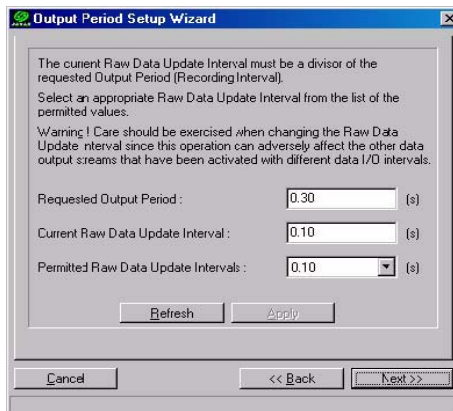 Output Period Setup Wizard
The current Raw Data Update Interval must be a divisor of the
requested Output Period (Recording Interval).
Select an appropriate Raw Data Update Interval from the list of the
permitted values.
Warning ! Care should be exercised when changing the Raw Data
Update Interval since this operation can adversely affect the other data
output streams that have been activated with different data I/O intervals.
Requested Output Period : 0.30 (s)
Current Raw Data Update Interval : 0.10 (s)
Permitted Raw Data Update Intervals : 0.10 (s)
Refresh Apply
Cancel << Back Next >>